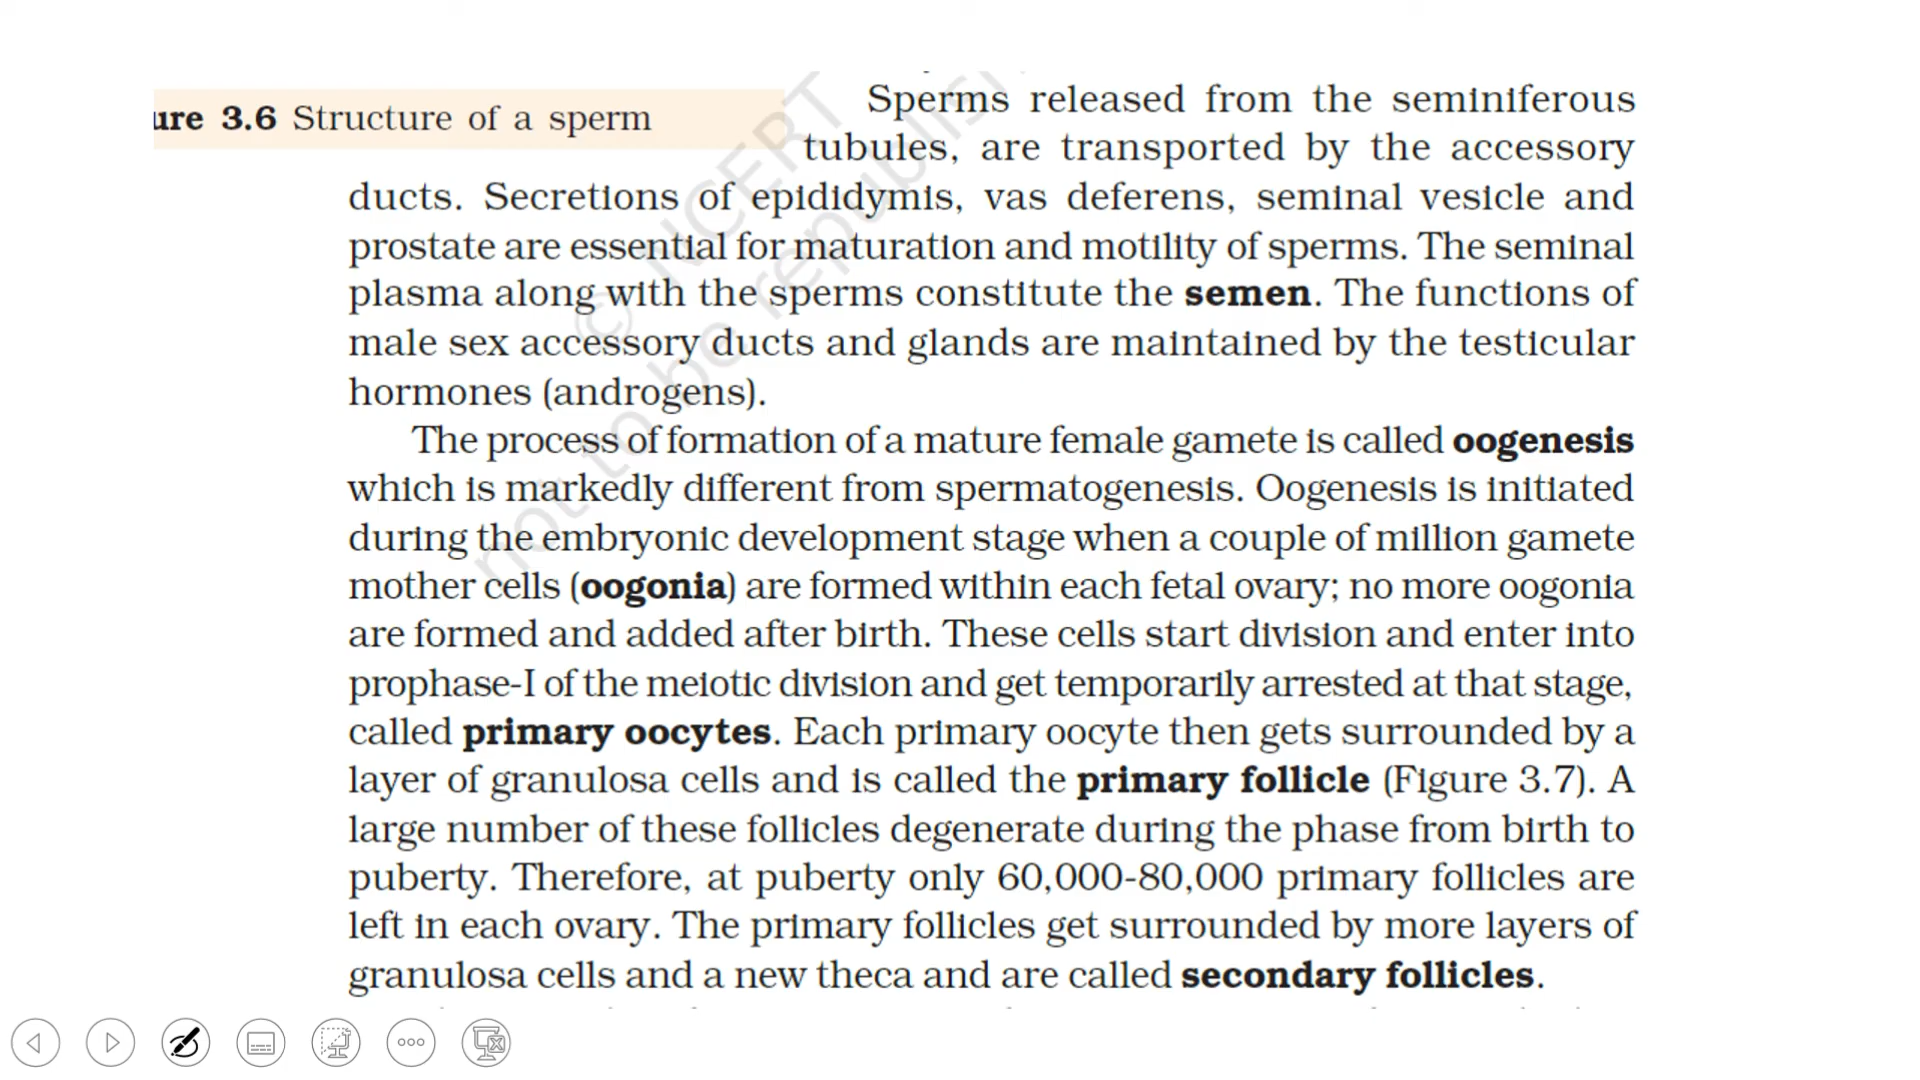 ure 3.6 Structure of a sperm
Sperms released from the seminiferous
tubules, are transported by the accessory
ducts. Secretions of epididymis, vas deferens, seminal vesicle and
prostate are essential for maturation and motility of sperms. The seminal
plasma along with the sperms constitute the semen. The functions of
male sex accessory ducts and glands are maintained by the testicular
hormones (androgens).
The process of formation of a mature female gamete is called oogenesis
which is markedly different from spermatogenesis. Oogenesis is initiated
during the embryonic development stage when a couple of million gamete
mother cells (oogonia) are formed within each fetal ovary; no more oogonia
are formed and added after birth. These cells start division and enter into
prophase-I of the meiotic division and get temporarily arrested at that stage,
called primary oocytes. Each primary oocyte then gets surrounded by a
layer of granulosa cells and is called the primary follicle (Figure 3.7). A
large number of these follicles degenerate during the phase from birth to
puberty. Therefore, at puberty only 60,000-80,000 primary follicles are
left in each ovary. The primary follicles get surrounded by more layers of
granulosa cells and a new theca and are called secondary follicles.
© NCERT
not to be republis